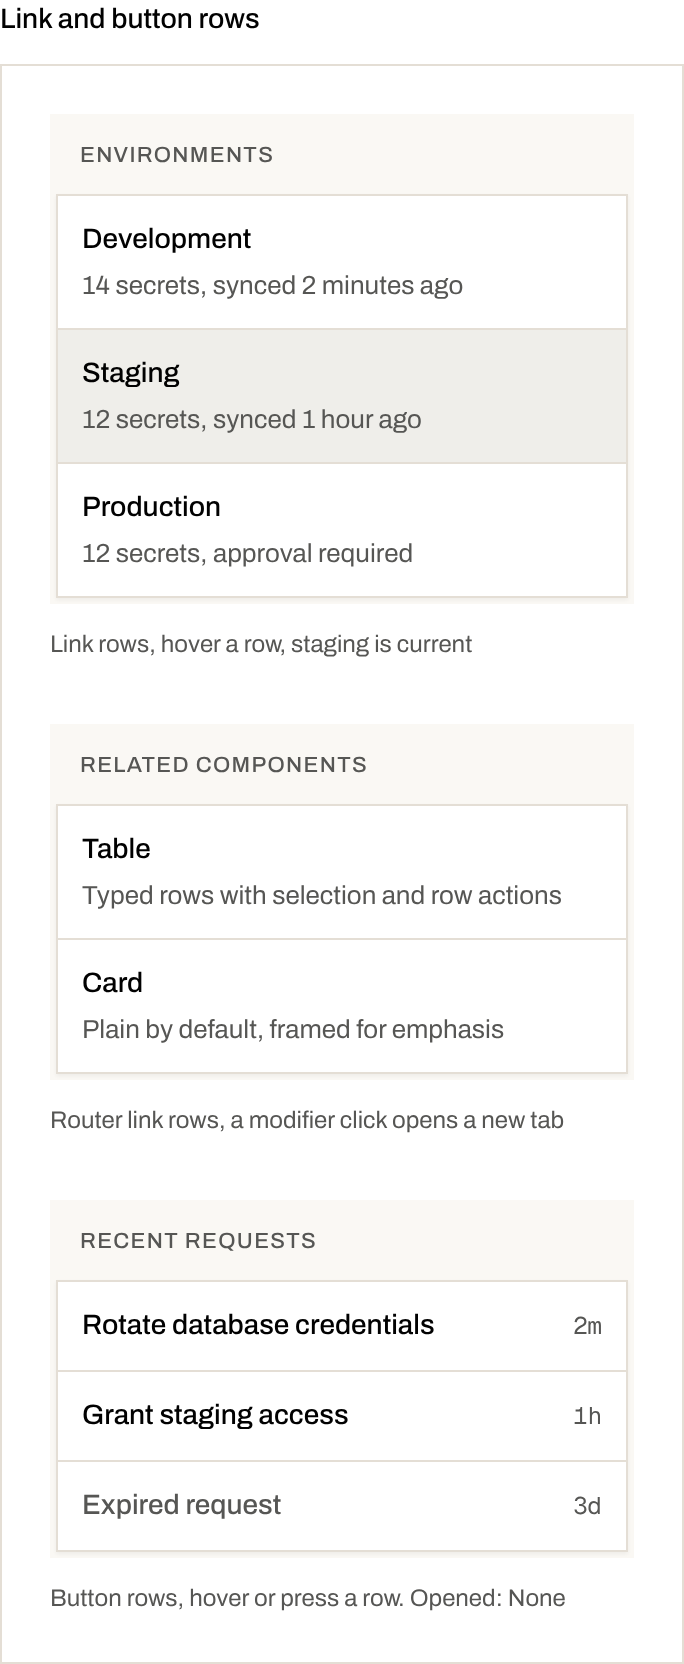 Link and button rows
ENVIRONMENTS
Development
14 secrets, synced 2 minutes ago
Staging
12 secrets, synced 1 hour ago
Production
12 secrets, approval required
Link rows, hover a row, staging is current
RELATED COMPONENTS
Table
Typed rows with selection and row actions
Card
Plain by default, framed for emphasis
Router link rows, a modifier click opens a new tab
RECENT REQUESTS
Rotate database credentials 2m
Grant staging access 1h
Expired request 3d
Button rows, hover or press a row. Opened: None